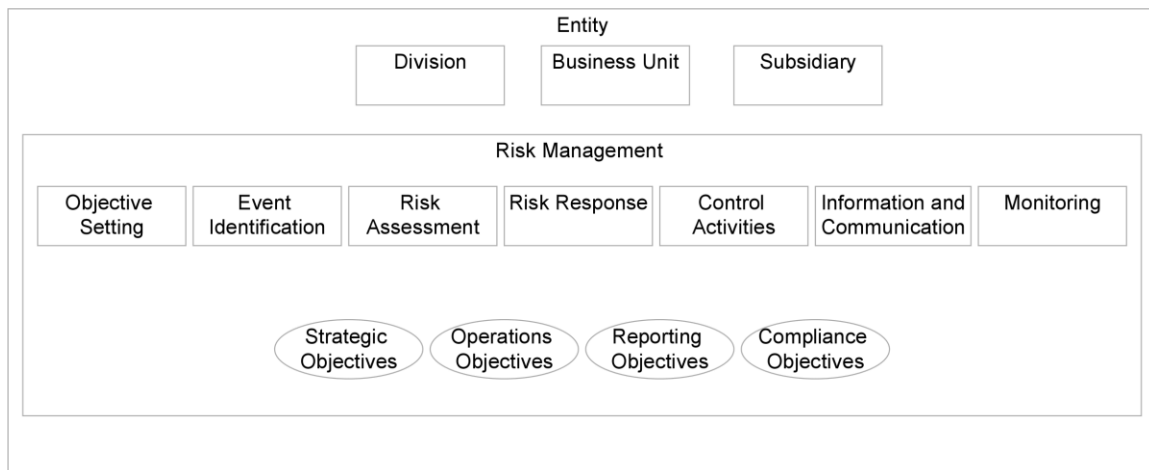 Entity
Division
Business Unit
Subsidiary
Risk Management
Objective
Setting
Event
Identification
Risk
Assessment
Risk Response
Control
Activities
Information and
Communication
Monitoring
Strategic
Objectives
Operations
Objectives
Reporting
Objectives
Compliance
Objectives